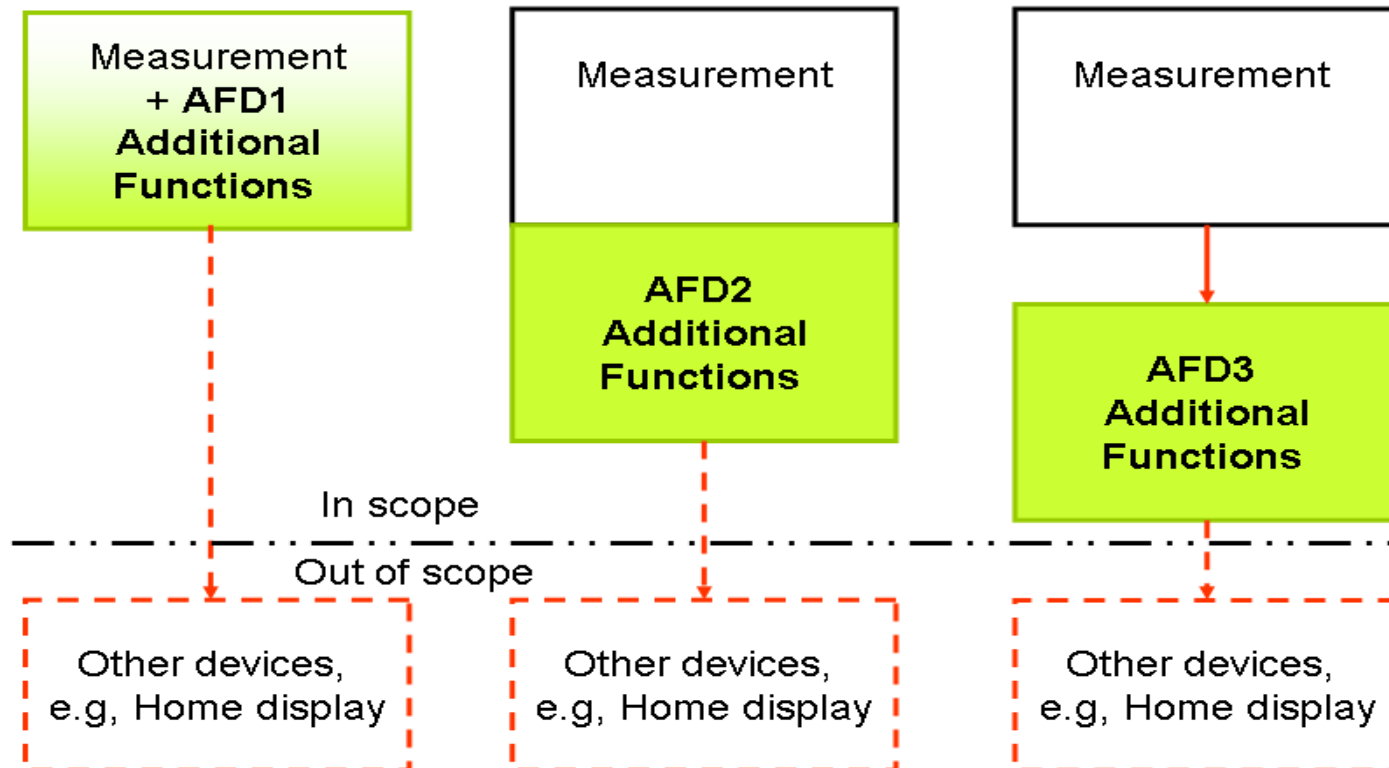 Measurement
+ AFD1
Additional
Functions
Measurement
AFD2
Additional
Functions
Measurement
AFD3
Additional
Functions
In scope
Out of scope
Other devices,
e.g, Home display
Other devices,
e.g, Home display
Other devices,
e.g, Home display